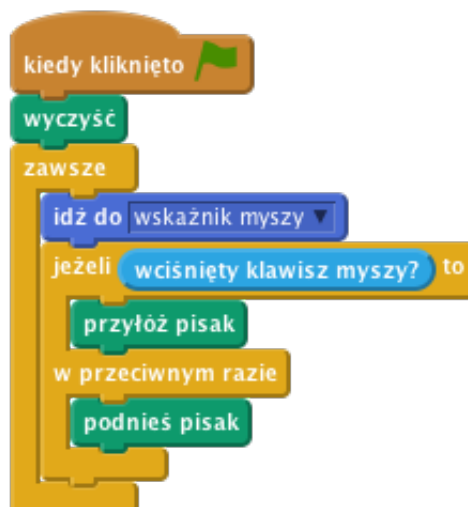 kiedy kliknięto
wyczyść
zawsze
idź do wskaźnik myszy
jeżeli wciśnięty klawisz myszy? to
przyłóż pisak
w przeciwnym razie
podnieś pisak